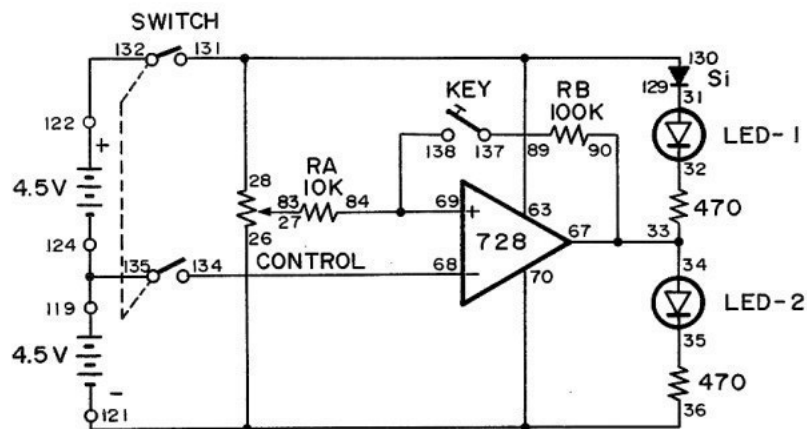 SWITCH
132 131
130
129 Si
31
KEY
RB
100K
122
+
138 137 89 90
LED-1
4.5V
28
RA
10K
83
27
84
32
69 +
63
470
26
728
67
33
124
135 134
CONTROL
68 −
70
34
119
LED-2
4.5V
35
−
470
121
36